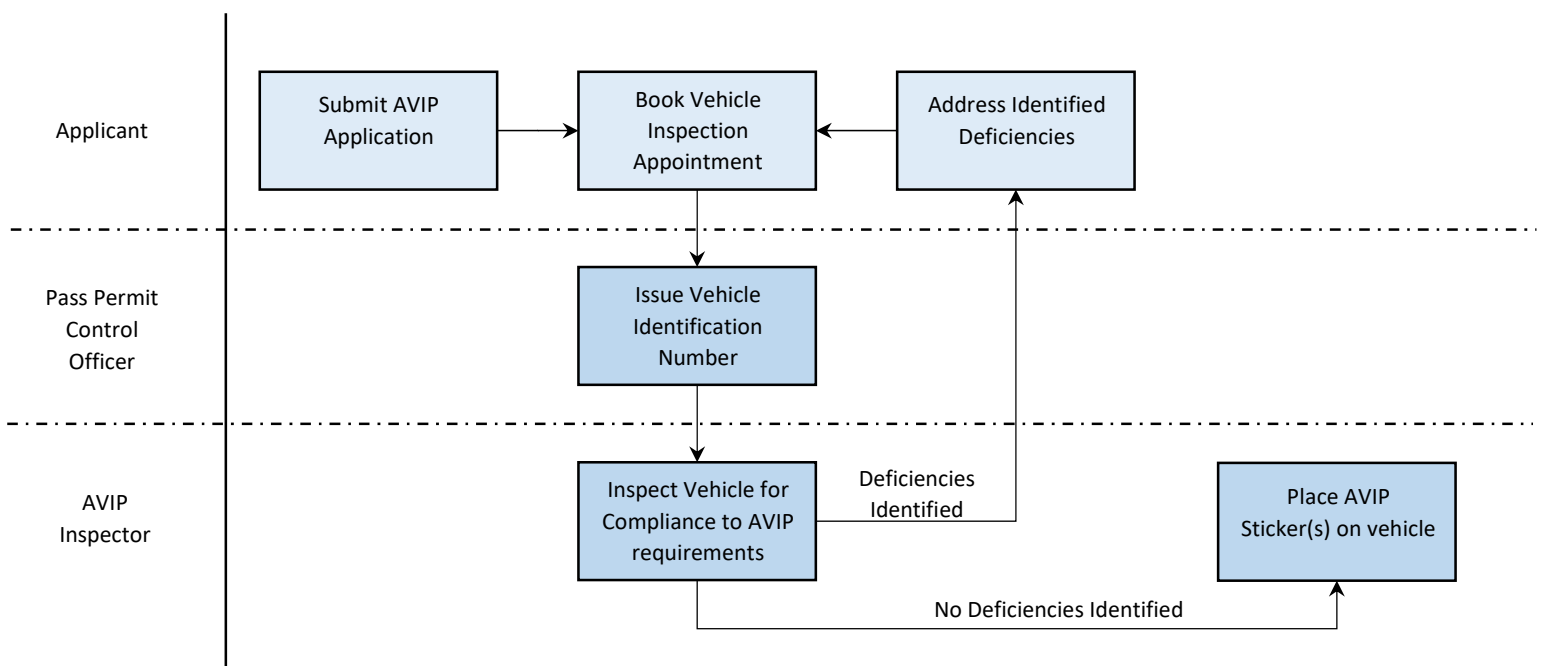 Applicant
Submit AVIP
Application
Book Vehicle
Inspection
Appointment
Address Identified
Deficiencies
Pass Permit
Control
Officer
Issue Vehicle
Identification
Number
AVIP
Inspector
Inspect Vehicle for
Compliance to AVIP
requirements
Deficiencies
Identified
Place AVIP
Sticker(s) on vehicle
No Deficiencies Identified